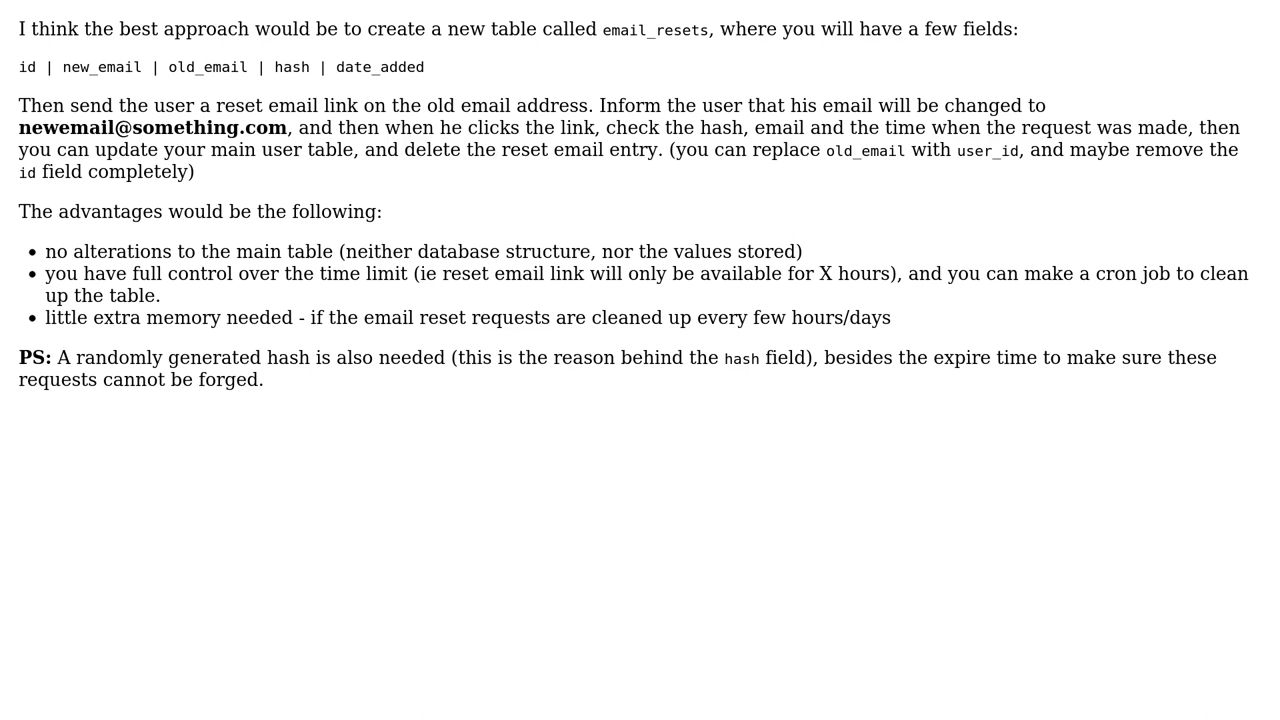 I think the best approach would be to create a new table called email_resets, where you will have a few fields:
id | new_email | old_email | hash | date_added
Then send the user a reset email link on the old email address. Inform the user that his email will be changed to
newemail@something.com, and then when he clicks the link, check the hash, email and the time when the request was made, then
you can update your main user table, and delete the reset email entry. (you can replace old_email with user_id, and maybe remove the
id field completely)
The advantages would be the following:
• no alterations to the main table (neither database structure, nor the values stored)
• you have full control over the time limit (ie reset email link will only be available for X hours), and you can make a cron job to clean
up the table.
• little extra memory needed - if the email reset requests are cleaned up every few hours/days
PS: A randomly generated hash is also needed (this is the reason behind the hash field), besides the expire time to make sure these
requests cannot be forged.